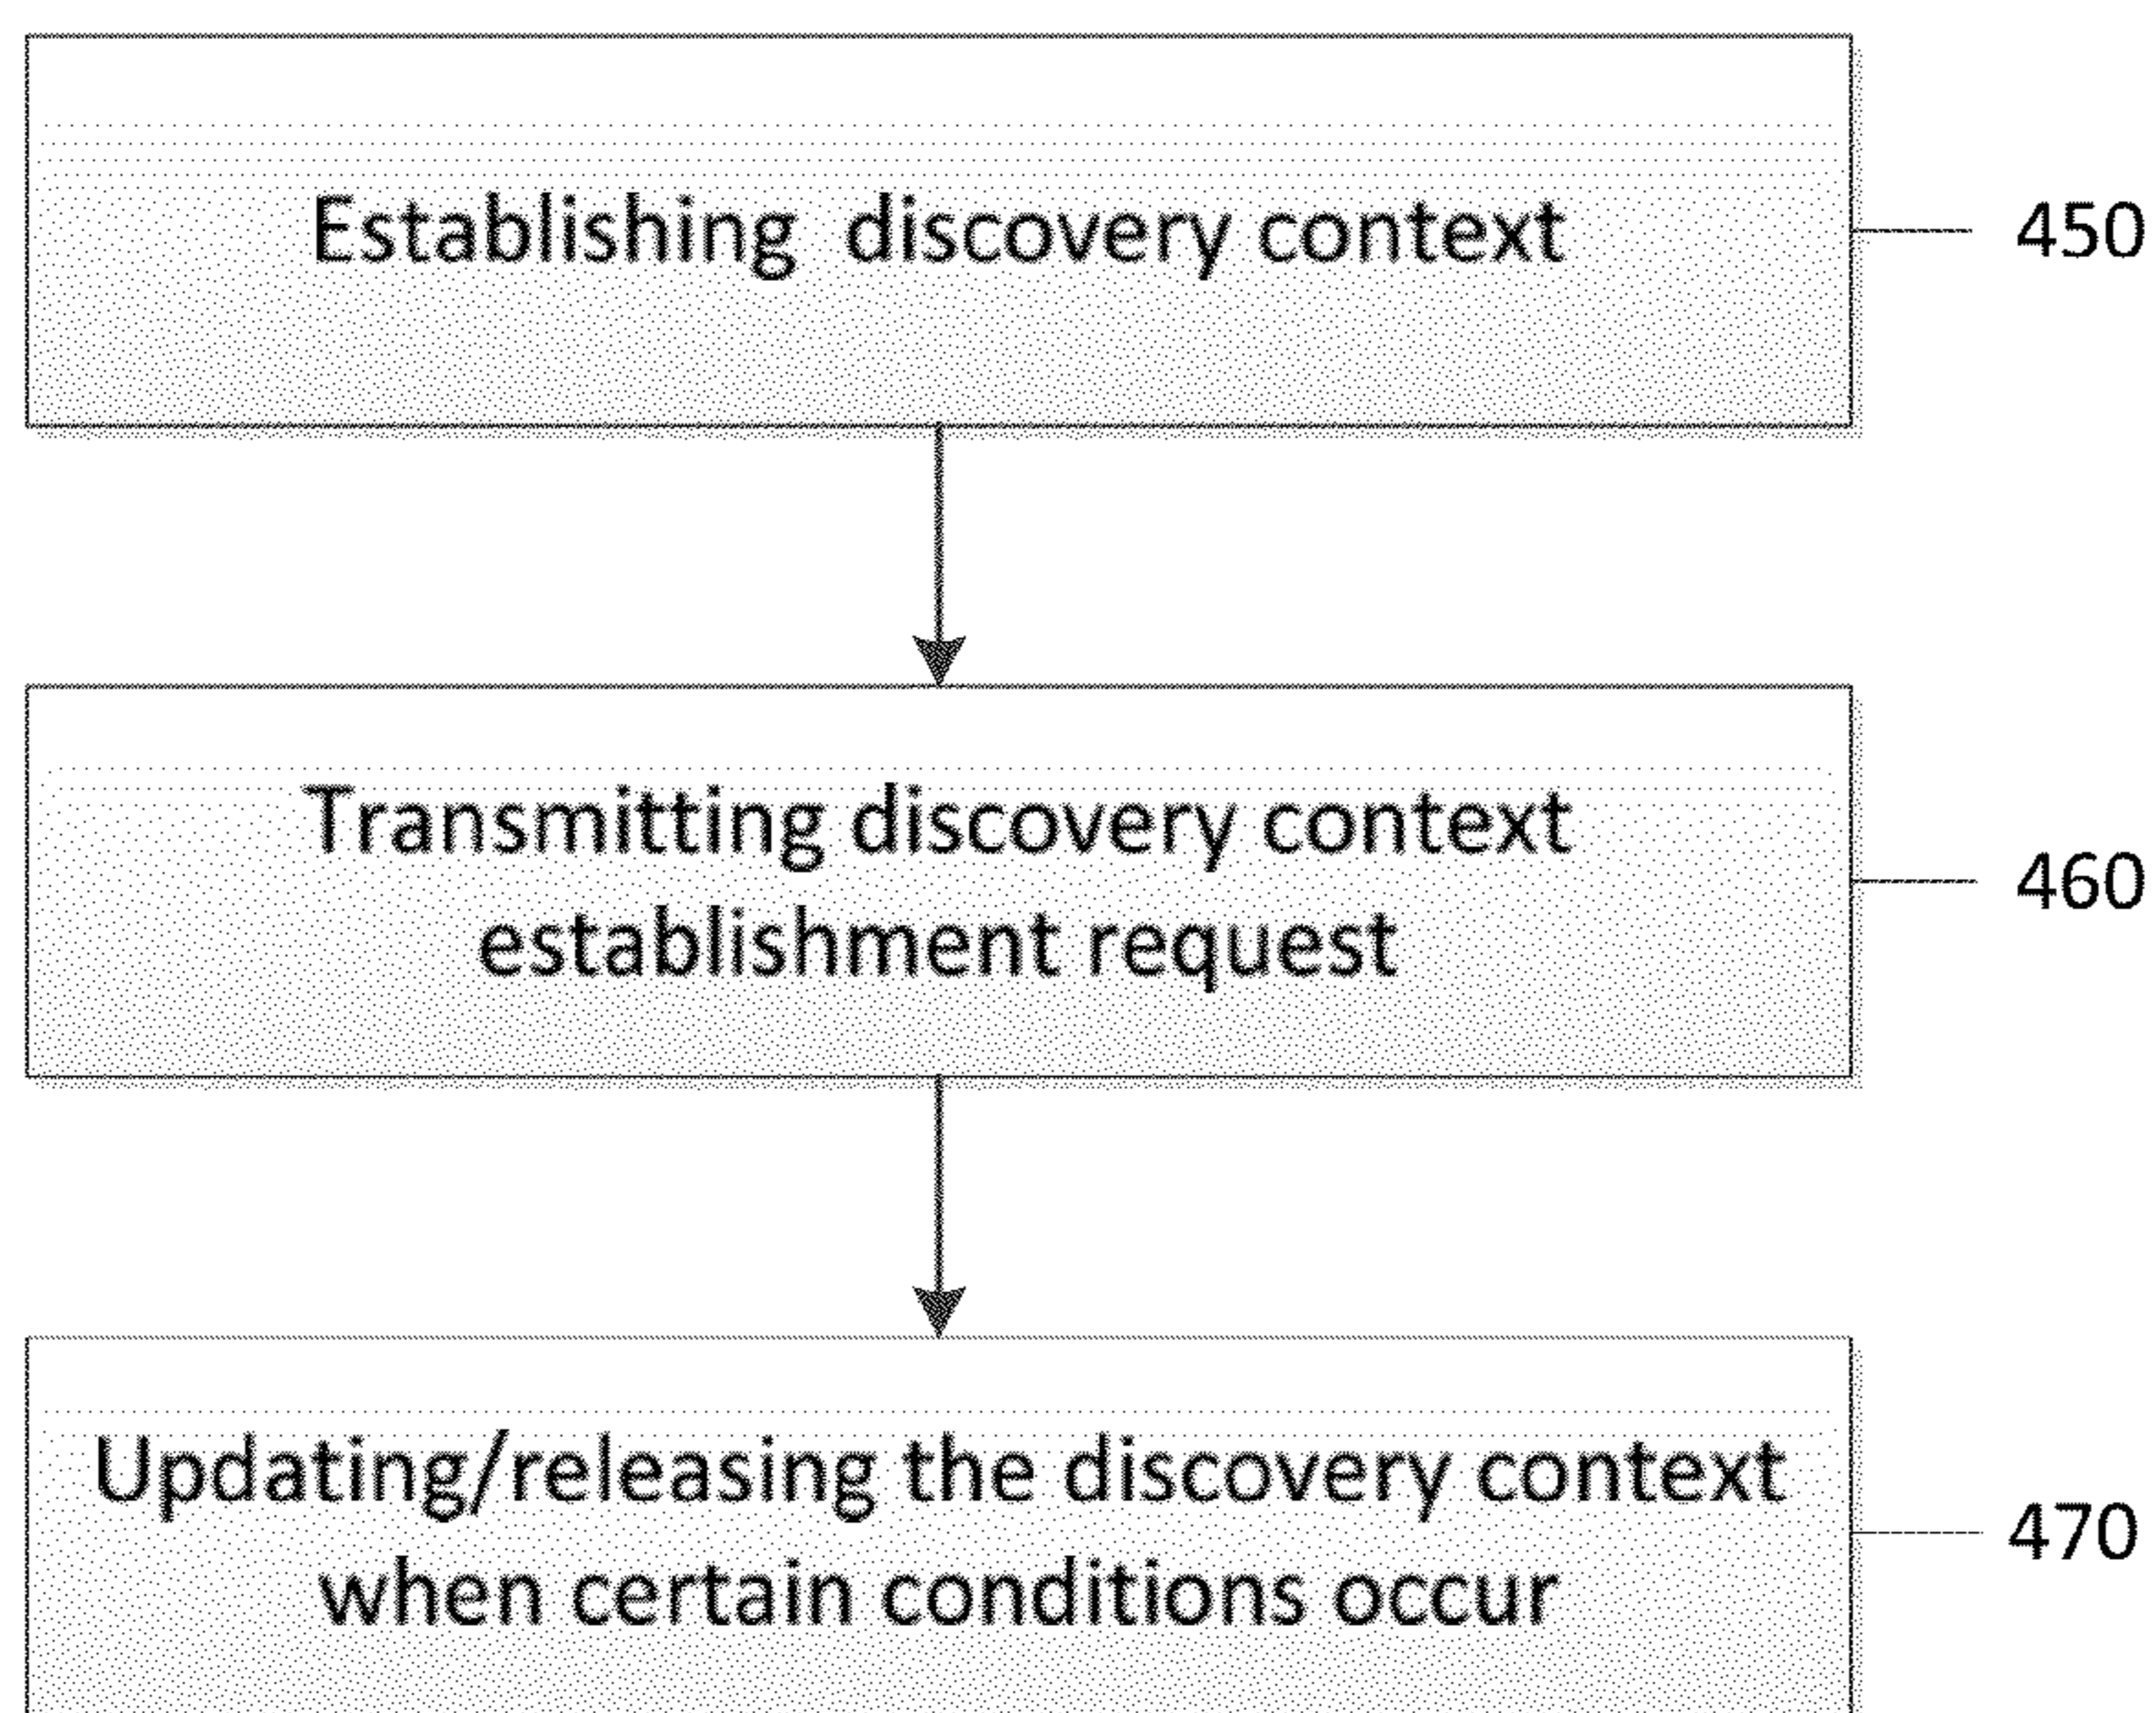 Establishing discovery context
450
Transmitting discovery context
establishment request
460
Updating/releasing the discovery context
when certain conditions occur
470